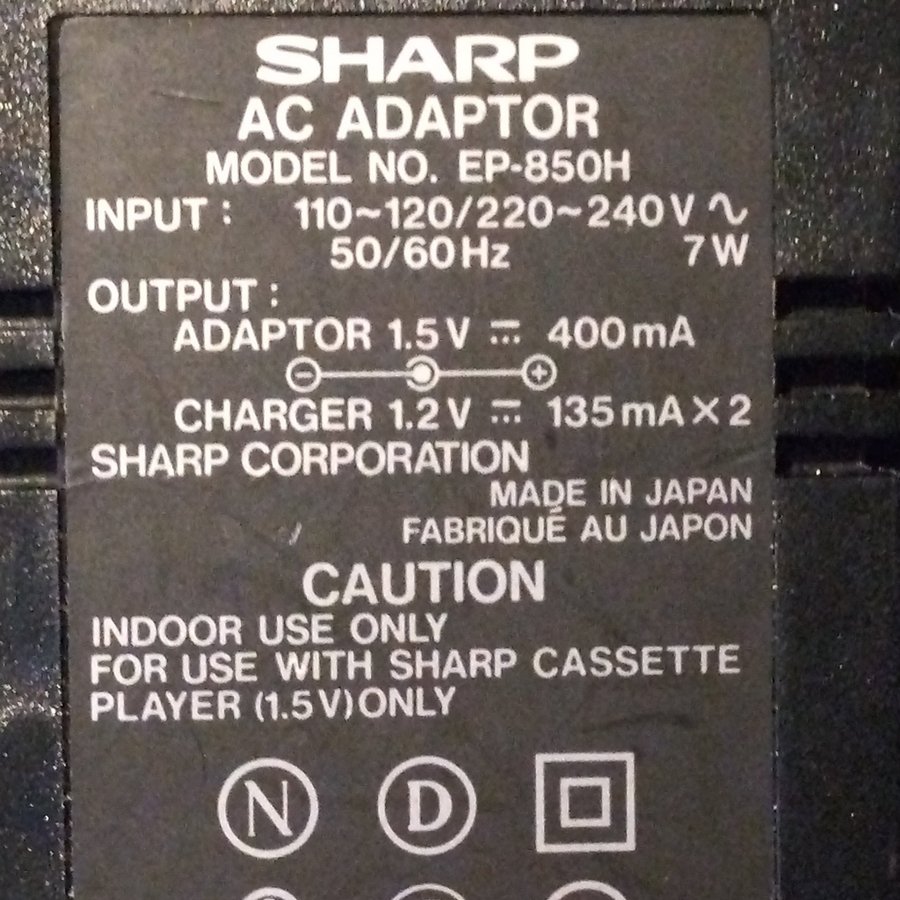 SHARP
AC ADAPTOR
MODEL NO. EP-850H
INPUT : 110~120/220~240V ∿
50/60Hz 7W
OUTPUT :
ADAPTOR 1.5V ⎓ 400mA
⊖ ⊕
CHARGER 1.2V ⎓ 135mA×2
SHARP CORPORATION
MADE IN JAPAN
FABRIQUÉ AU JAPON
CAUTION
INDOOR USE ONLY
FOR USE WITH SHARP CASSETTE
PLAYER (1.5V) ONLY
N D